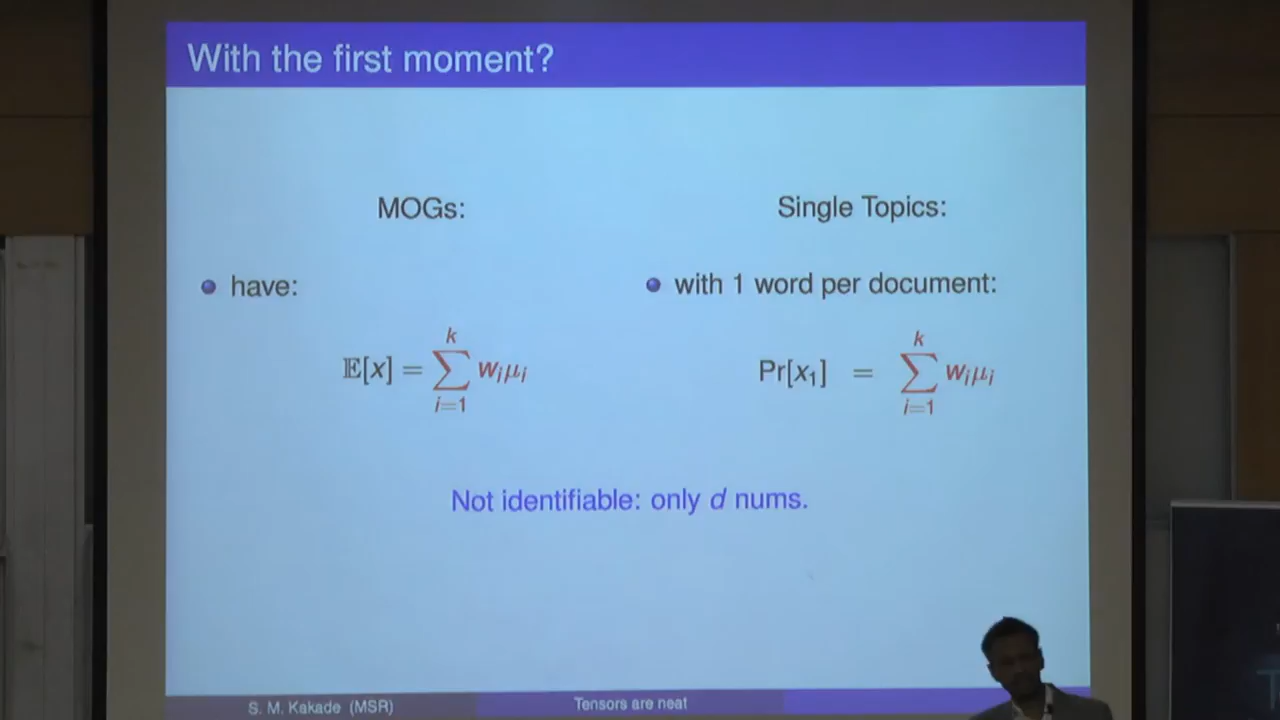 With the first moment?
MOGs:
have:
𝔼[x] = ∑_{i=1}^{k} w_i μ_i
Single Topics:
with 1 word per document:
Pr[x_1] = ∑_{i=1}^{k} w_i μ_i
Not identifiable: only d nums.
S. M. Kakade (MSR)
Tensors are neat